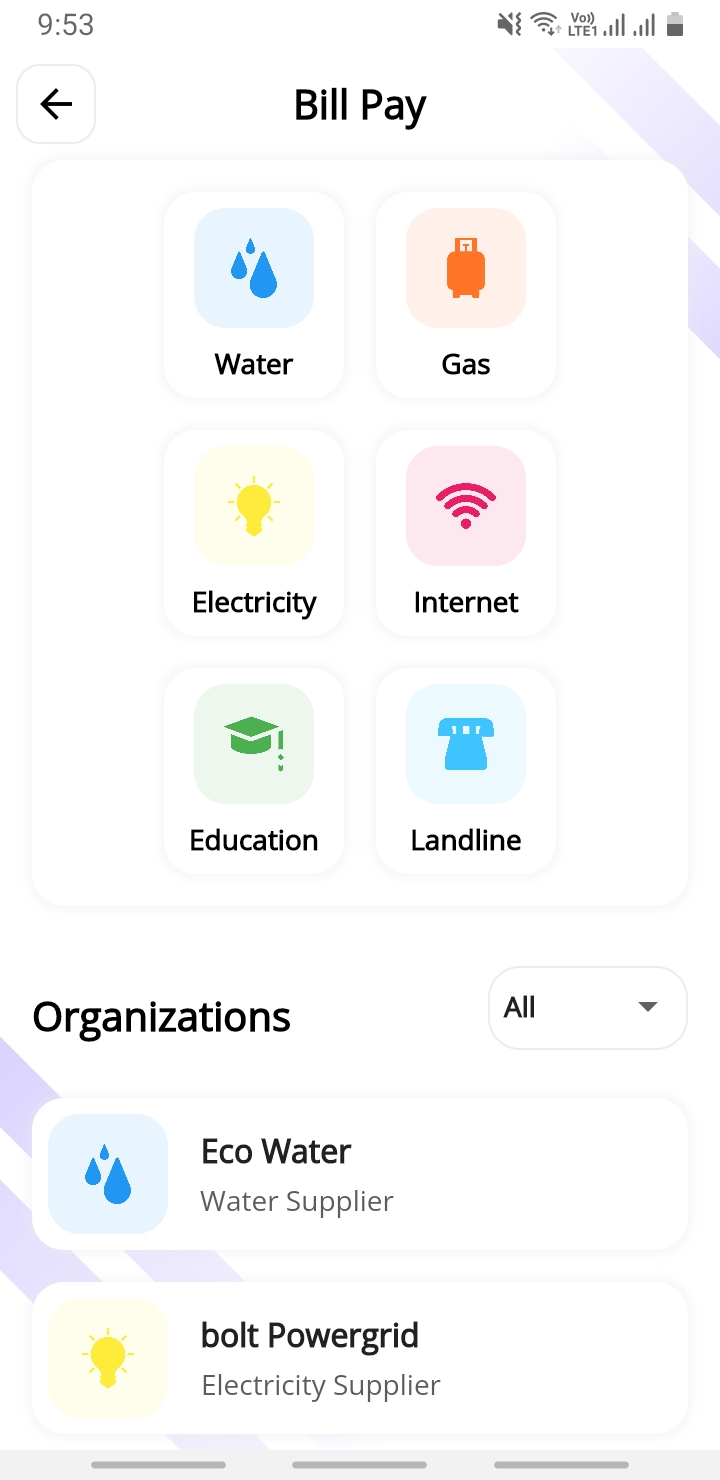 9:53
Vo))
LTE1
Bill Pay
Water
Gas
Electricity
Internet
Education
Landline
Organizations
All
Eco Water
Water Supplier
bolt Powergrid
Electricity Supplier